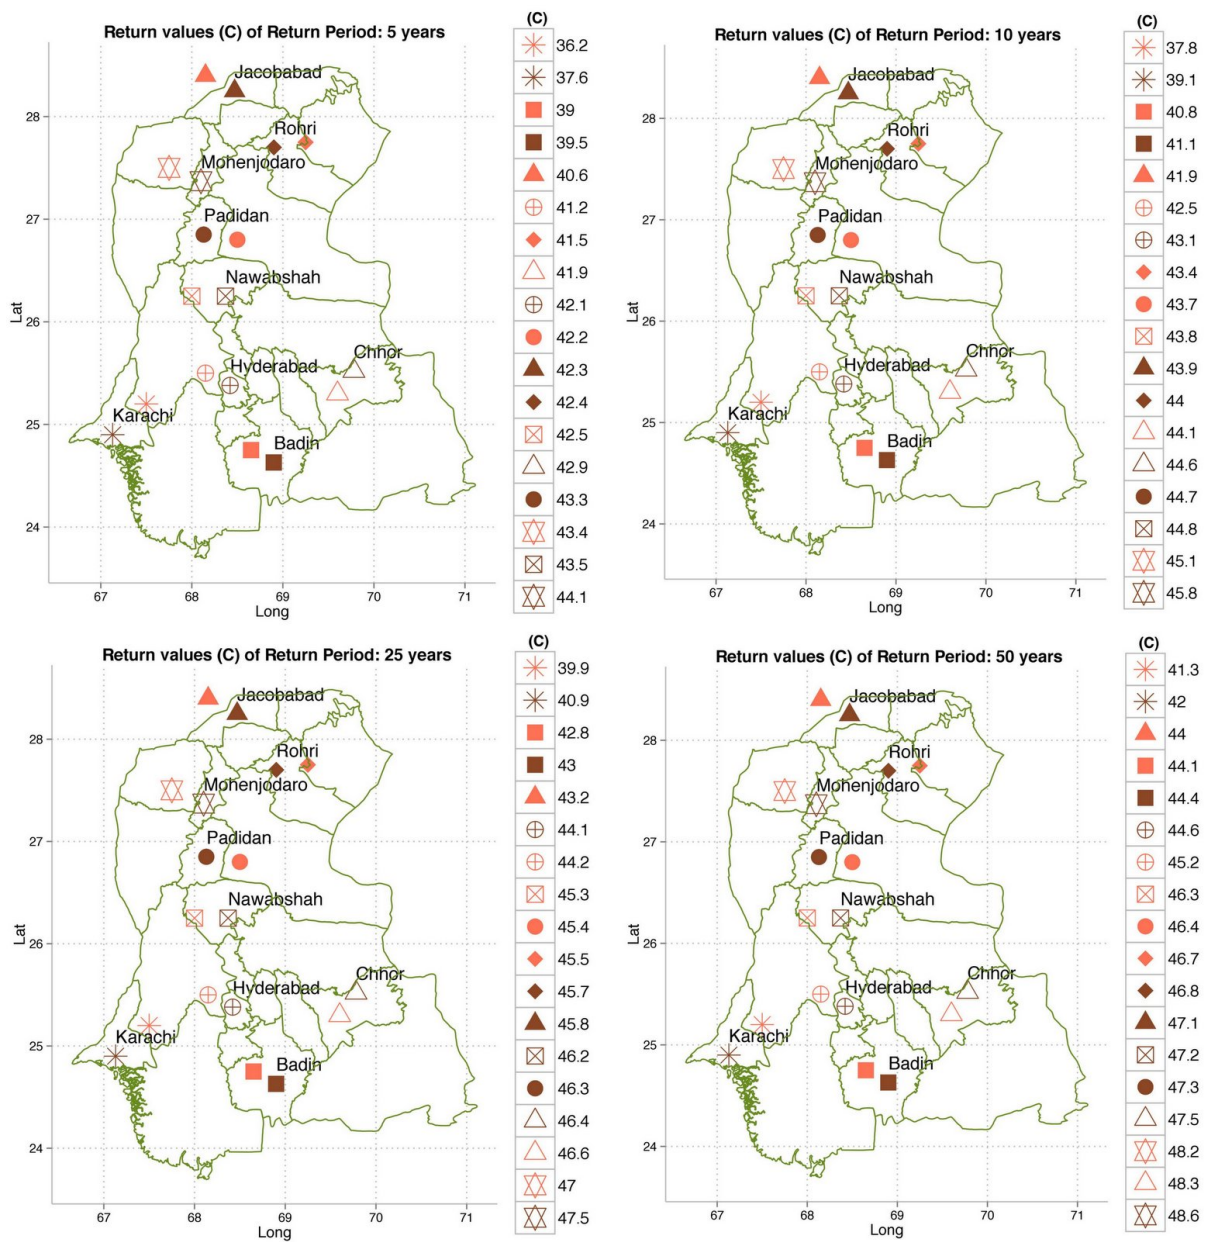 Return values (C) of Return Period: 5 years
(C)
36.2
37.6
39
39.5
40.6
41.2
41.5
41.9
42.1
42.2
42.3
42.4
42.5
42.9
43.3
43.4
43.5
44.1
Jacobabad
Rohri
Mohenjodaro
Padidan
Nawabshah
Hyderabad
Chhor
Karachi
Badin
28
27
26
25
24
Lat
67 68 69 70 71
Long
Return values (C) of Return Period: 10 years
(C)
37.8
39.1
40.8
41.1
41.9
42.5
43.1
43.4
43.7
43.8
43.9
44
44.1
44.6
44.7
44.8
45.1
45.8
Jacobabad
Rohri
Mohenjodaro
Padidan
Nawabshah
Hyderabad
Chhor
Karachi
Badin
28
27
26
25
24
Lat
67 68 69 70 71
Long
Return values (C) of Return Period: 25 years
(C)
39.9
40.9
42.8
43
43.2
44.1
44.2
45.3
45.4
45.5
45.7
45.8
46.2
46.3
46.4
46.6
47
47.5
Jacobabad
Rohri
Mohenjodaro
Padidan
Nawabshah
Hyderabad
Chhor
Karachi
Badin
28
27
26
25
24
Lat
67 68 69 70 71
Long
Return values (C) of Return Period: 50 years
(C)
41.3
42
44
44.1
44.4
44.6
45.2
46.3
46.4
46.7
46.8
47.1
47.2
47.3
47.5
48.2
48.3
48.6
Jacobabad
Rohri
Mohenjodaro
Padidan
Nawabshah
Hyderabad
Chhor
Karachi
Badin
28
27
26
25
24
Lat
67 68 69 70 71
Long